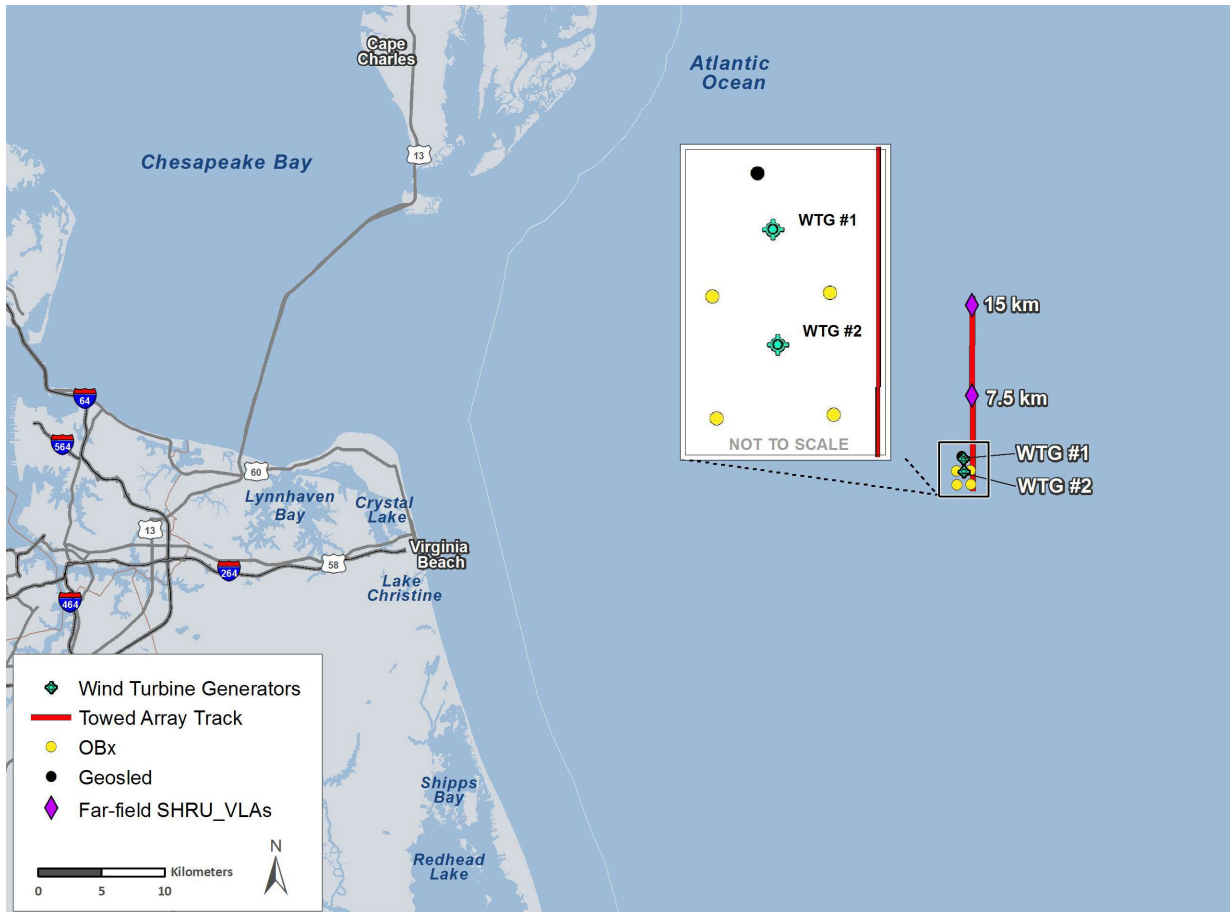 Cape
Charles
Atlantic
Ocean
13
Chesapeake Bay
WTG #1
WTG #2
NOT TO SCALE
15 km
7.5 km
WTG #1
WTG #2
64
564
60
Lynnhaven
Bay
Crystal
Lake
13
Virginia
Beach
58
264
Lake
Christine
464
Wind Turbine Generators
Towed Array Track
OBx
Geosled
Far-field SHRU_VLAs
N
Kilometers
0 5 10
Shipps
Bay
Redhead
Lake